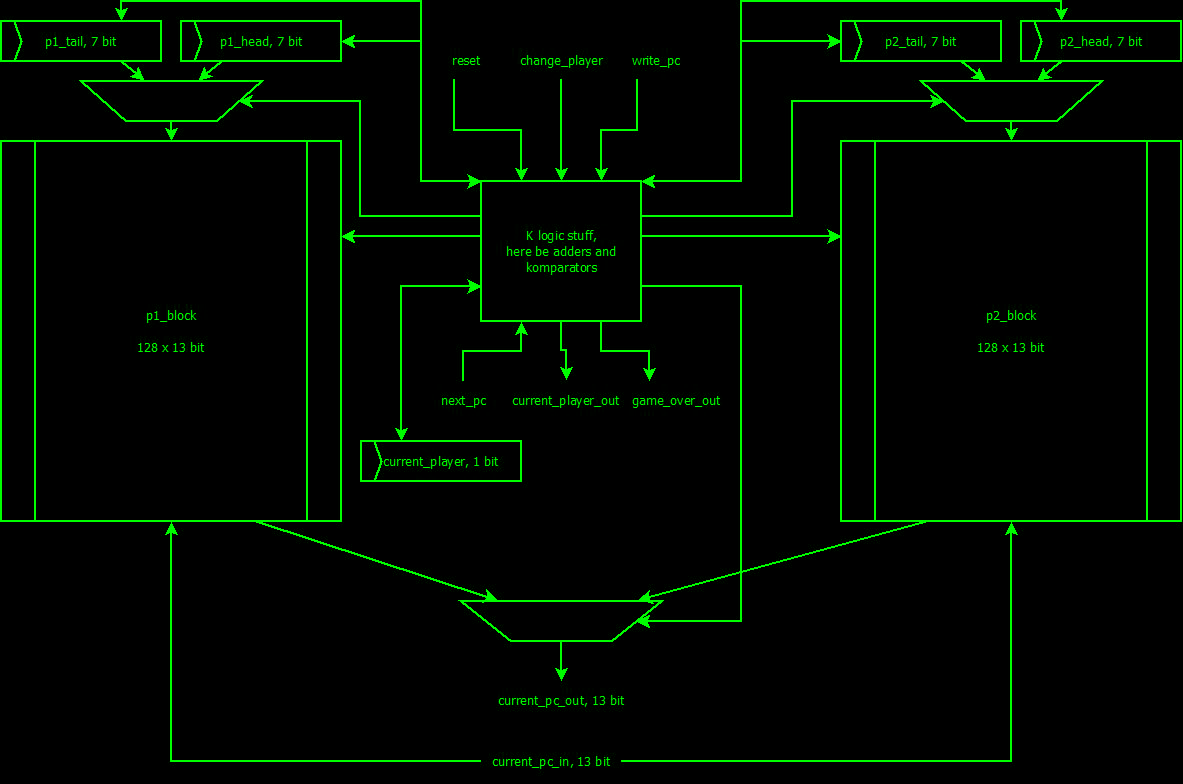 p1_tail, 7 bit
p1_head, 7 bit
p2_tail, 7 bit
p2_head, 7 bit
reset
change_player
write_pc
K logic stuff,
here be adders and
komparators
p1_block
128 x 13 bit
p2_block
128 x 13 bit
next_pc
current_player_out
game_over_out
current_player, 1 bit
current_pc_out, 13 bit
current_pc_in, 13 bit